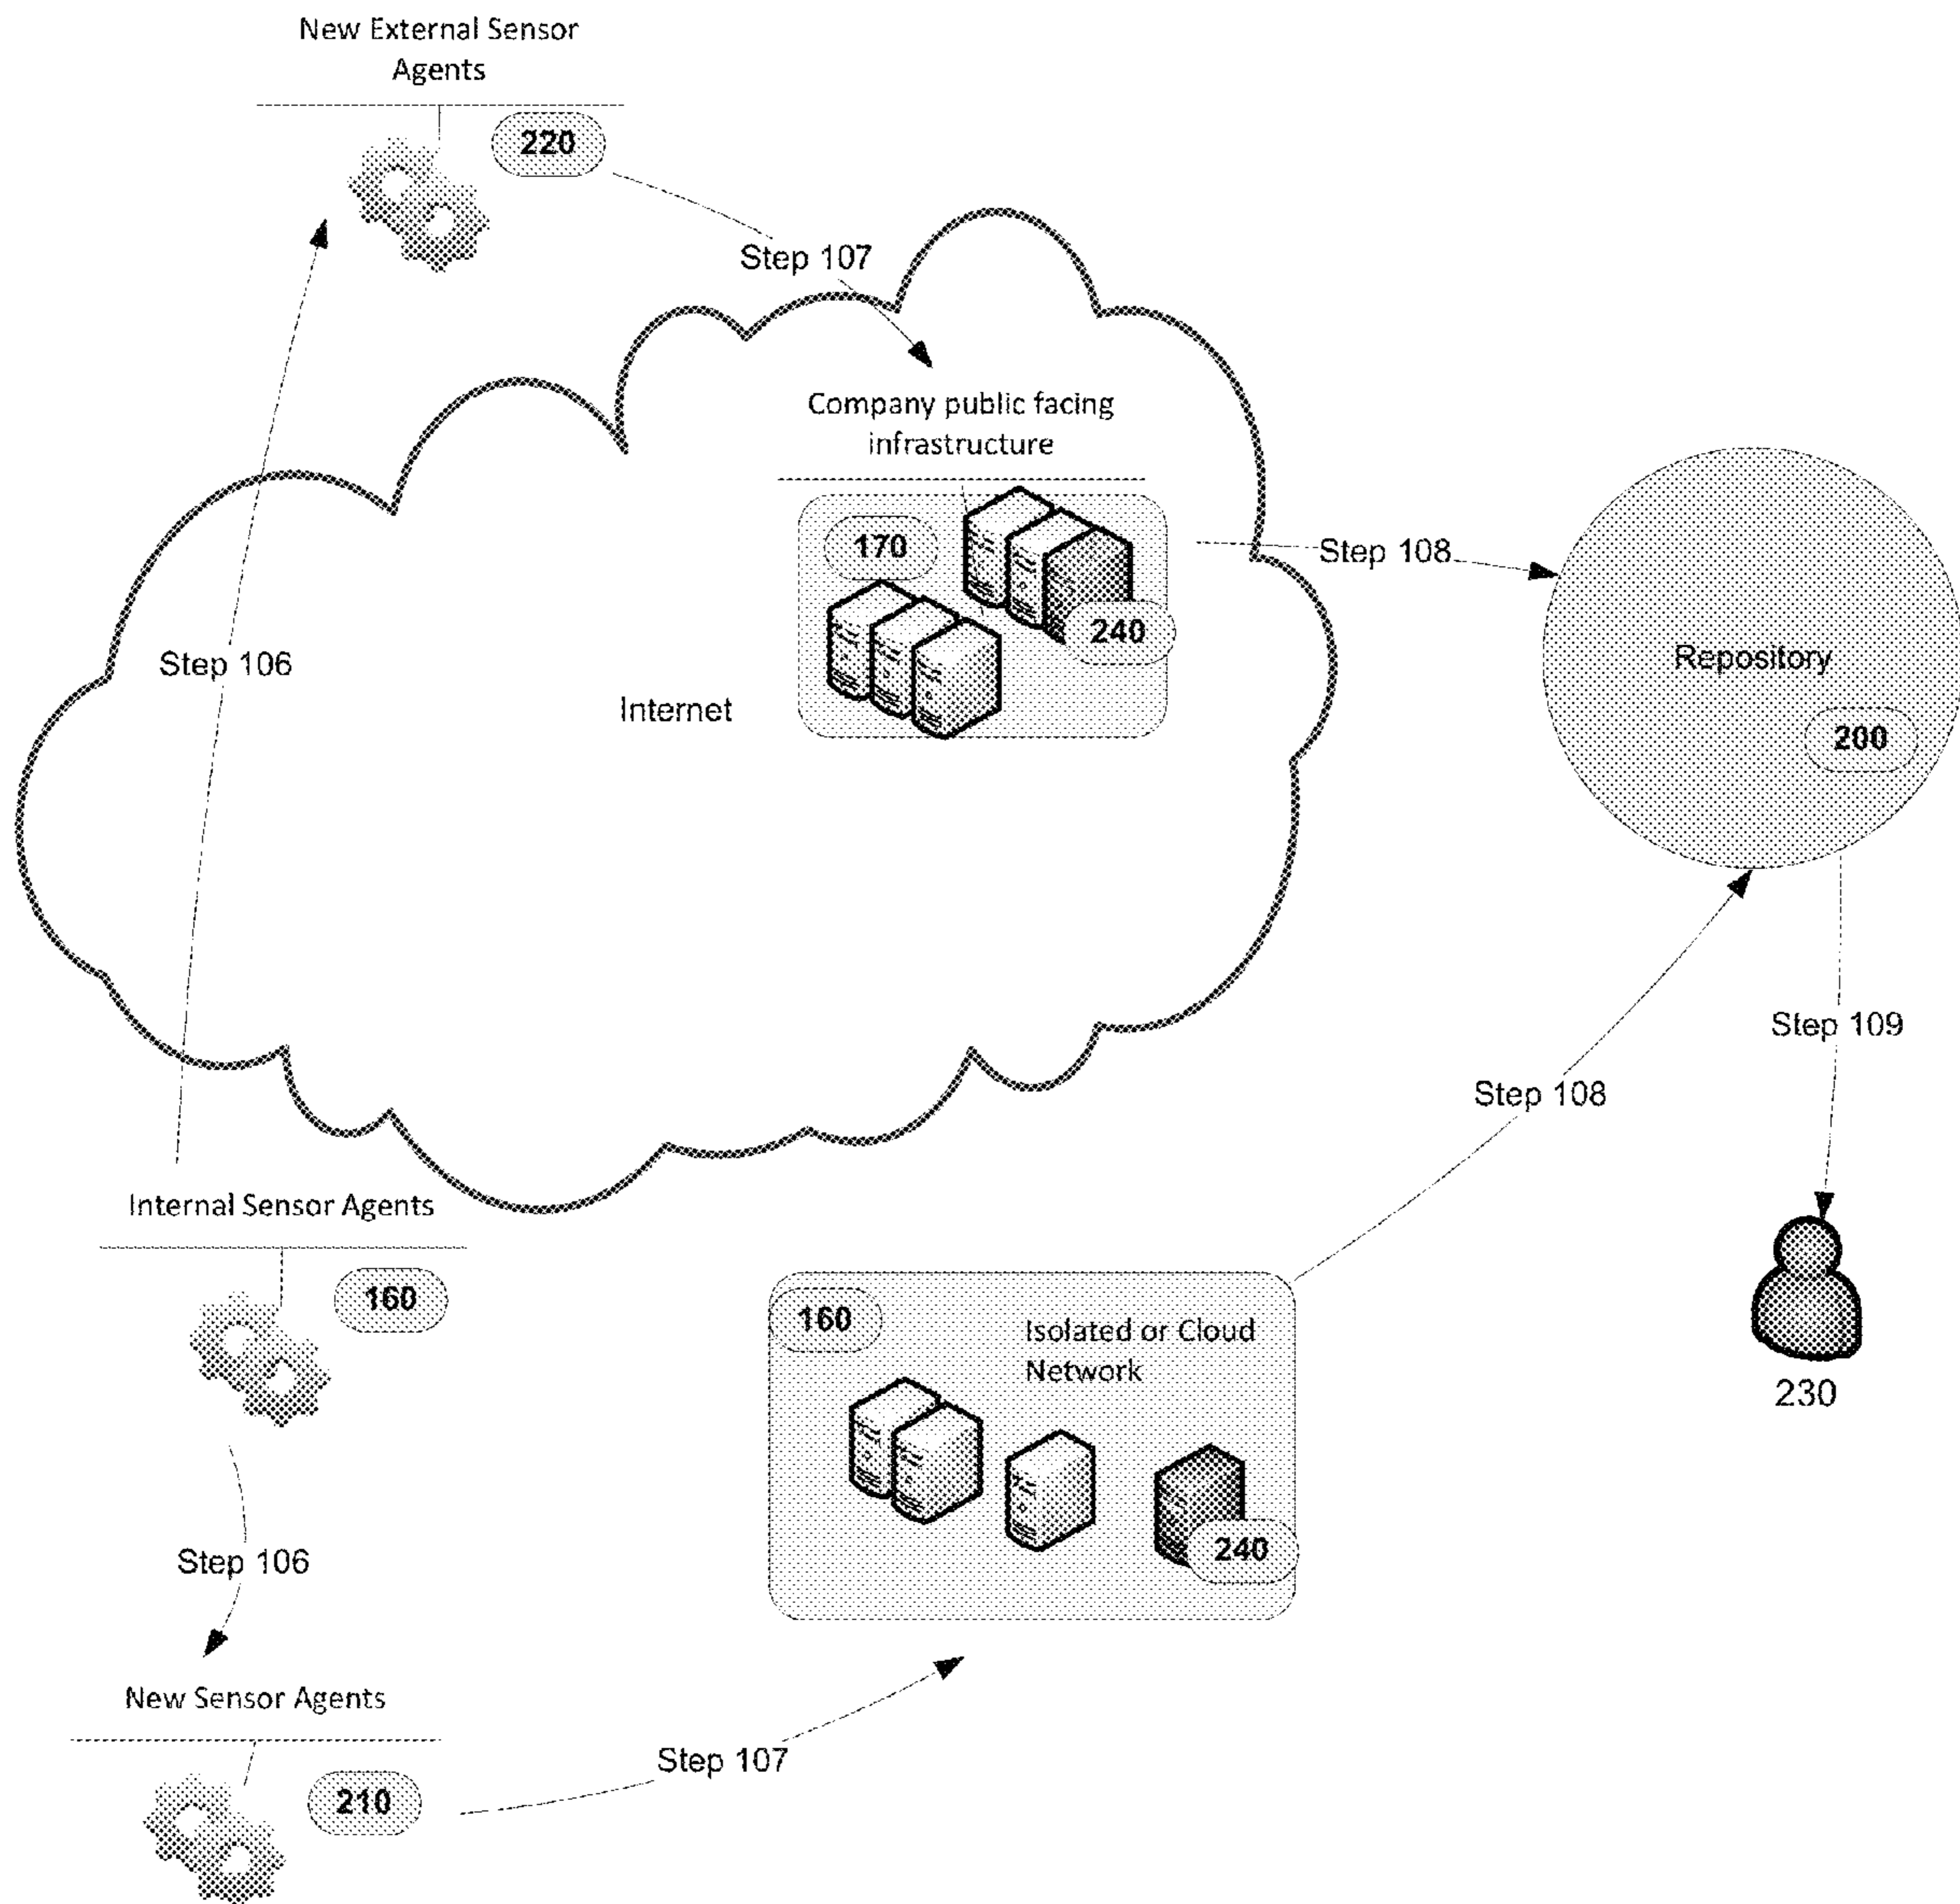 New External Sensor
Agents
220
Step 107
Company public facing
infrastructure
170
240
Step 108
Repository
200
Step 106
Internet
Step 109
Step 108
Internal Sensor Agents
160
160
Isolated or Cloud
Network
240
230
Step 106
New Sensor Agents
210
Step 107